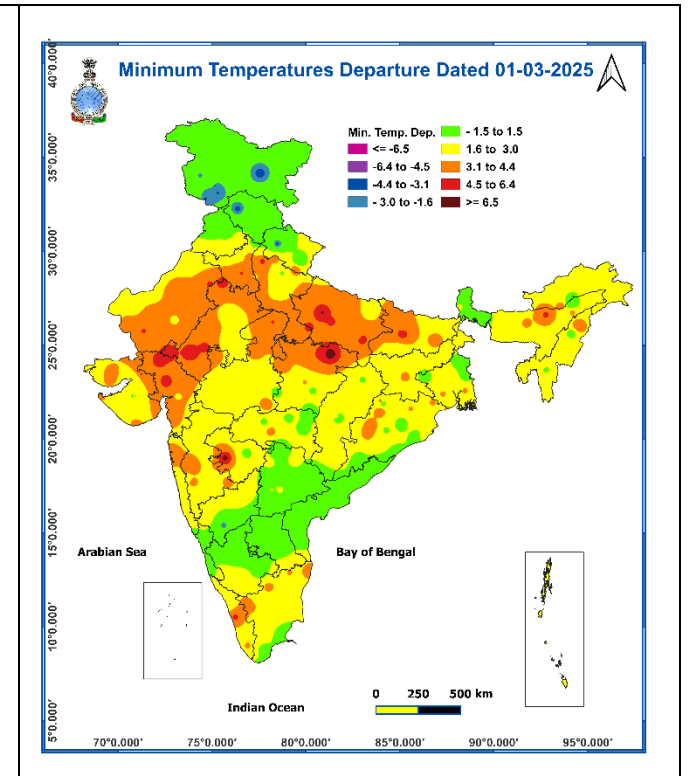 Minimum Temperatures Departure Dated 01-03-2025
Min. Temp. Dep.
<= -6.5
-6.4 to -4.5
-4.4 to -3.1
- 3.0 to -1.6
- 1.5 to 1.5
1.6 to 3.0
3.1 to 4.4
4.5 to 6.4
>= 6.5
40°0.000'
35°0.000'
30°0.000'
25°0.000'
20°0.000'
15°0.000'
10°0.000'
5°0.000'
Arabian Sea
Bay of Bengal
Indian Ocean
0 250 500 km
70°0.000' 75°0.000' 80°0.000' 85°0.000' 90°0.000' 95°0.000'